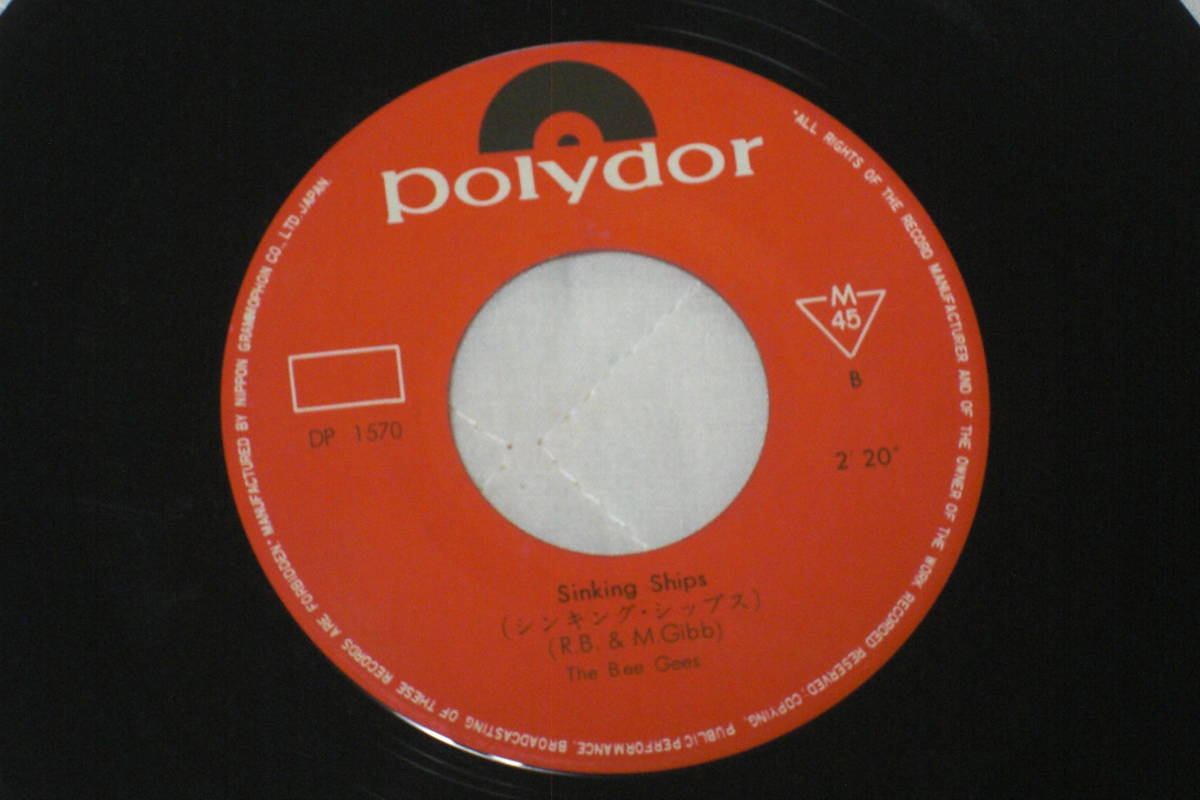 polydor
M
45
B
DP 1570
2′ 20″
Sinking Ships
(シンキング・シップス)
(R.B. & M.Gibb)
The Bee Gees
"ALL RIGHTS OF THE RECORD MANUFACTURER AND OF THE OWNER OF THE WORK RECORDED RESERVED. COPYING, PUBLIC PERFORMANCE, BROADCASTING OF THESE RECORDS ARE FORBIDDEN" MANUFACTURED BY NIPPON GRAMMOPHON CO., LTD. JAPAN.